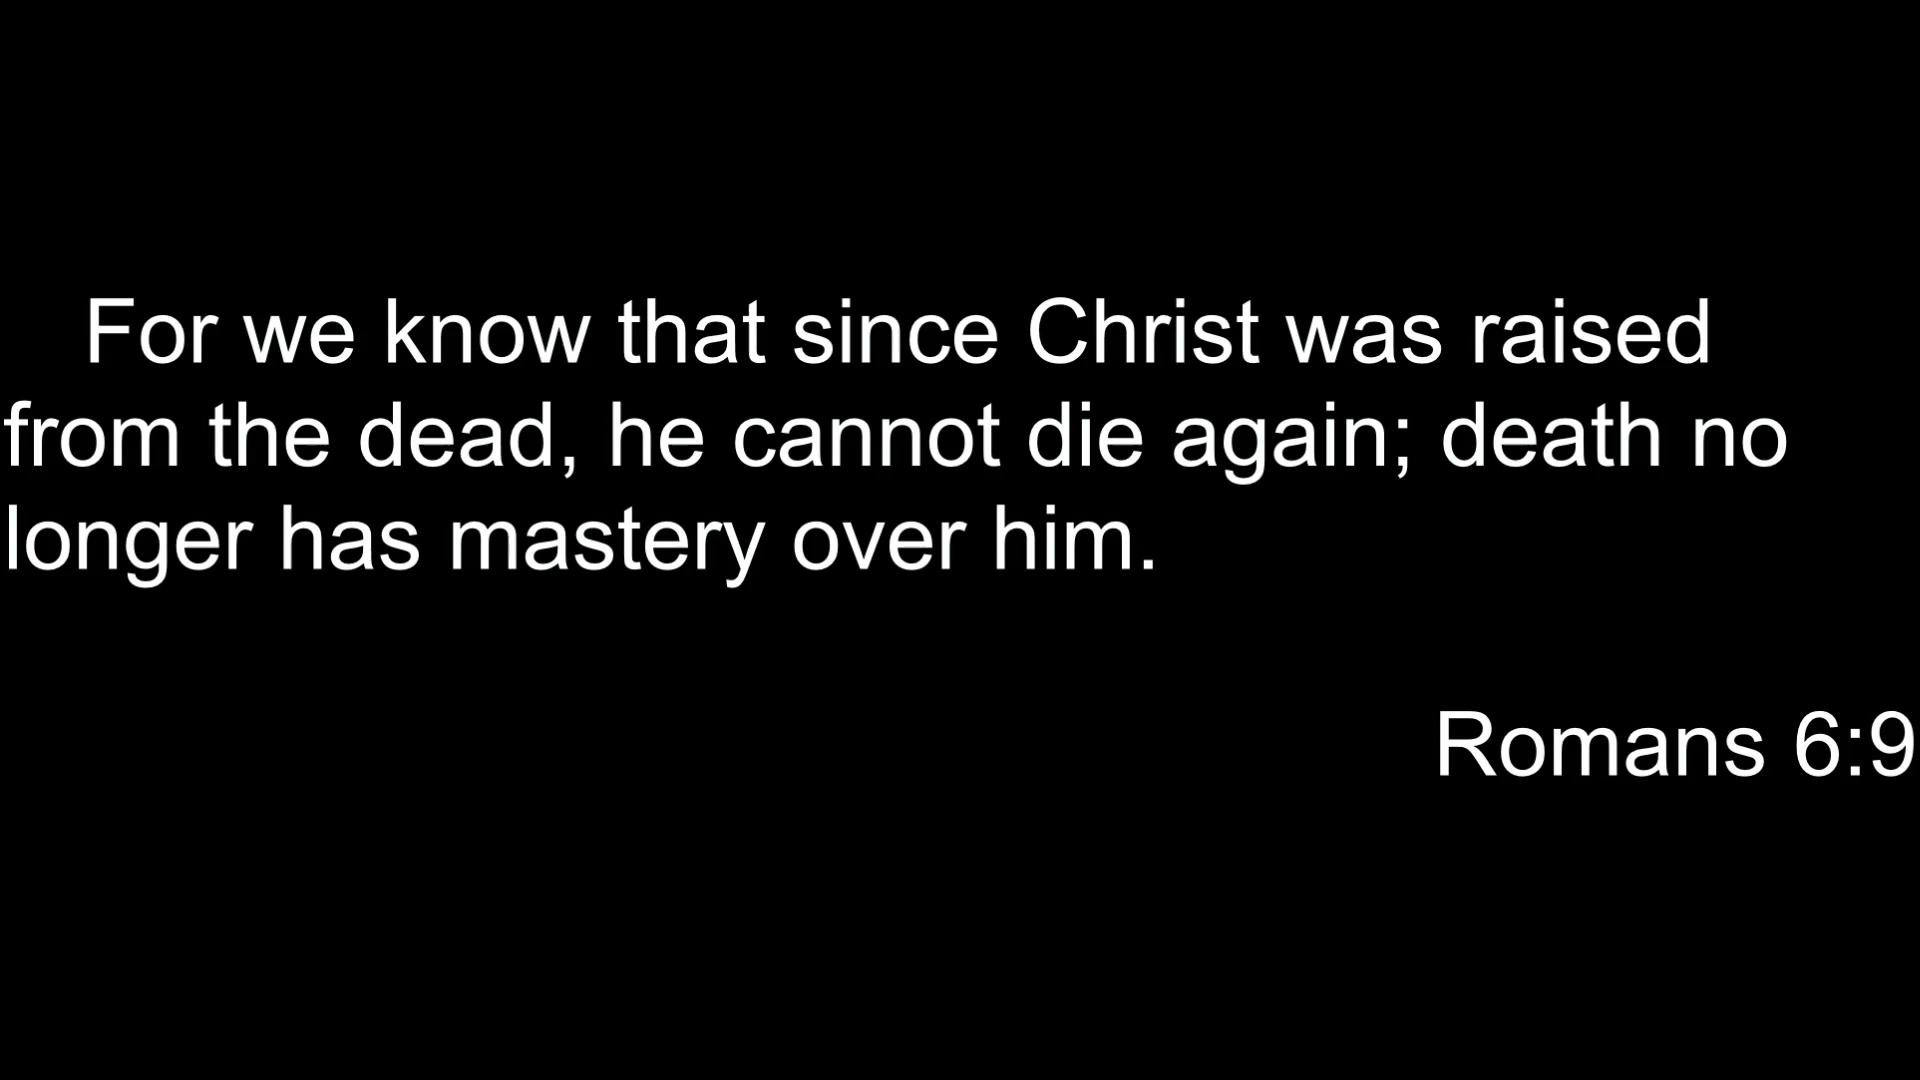 For we know that since Christ was raised
from the dead, he cannot die again; death no
longer has mastery over him.
Romans 6:9